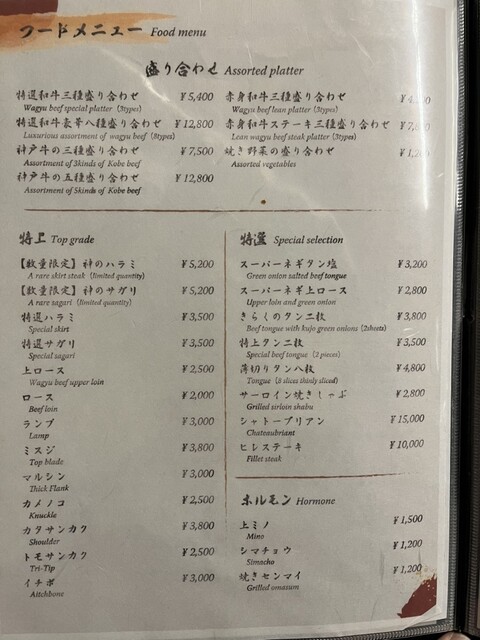 フードメニュー Food menu
盛り合わせ Assorted platter
特選和牛三種盛り合わせ ¥5,400
Wagyu beef special platter (3types)
特選和牛豪華八種盛り合わせ ¥12,800
Luxurious assortment of wagyu beef (8types)
神戸牛の三種盛り合わせ ¥7,500
Assortment of 3kinds of Kobe beef
神戸牛の五種盛り合わせ ¥12,800
Assortment of 5kinds of Kobe beef
赤身和牛三種盛り合わせ
Wagyu beef lean platter (3types)
赤身和牛ステーキ三種盛り合わせ
Lean wagyu beef steak platter (3types)
焼き野菜の盛り合わせ
Assorted vegetables
特上 Top grade
【数量限定】神のハラミ ¥5,200
A rare skirt steak (limited quantity)
【数量限定】神のサガリ ¥5,200
A rare sagari (limited quantity)
特選ハラミ ¥3,500
Special skirt
特選サガリ ¥3,500
Special sagari
上ロース ¥2,500
Wagyu beef upper loin
ロース ¥2,000
Beef loin
ランプ ¥3,000
Lamp
ミスジ ¥3,800
Top blade
マルシン ¥3,000
Thick Flank
カメノコ ¥2,500
Knuckle
カタサンカク ¥3,800
Shoulder
トモサンカク ¥2,500
Tri-Tip
イチボ ¥3,000
Aitchbone
特選 Special selection
スーパーネギタン塩 ¥3,200
Green onion salted beef tongue
スーパーネギ上ロース ¥2,800
Upper loin and green onion
きらくのタン二枚 ¥3,800
Beef tongue with kujo green onions (2sheets)
特上タン二枚 ¥3,500
Special beef tongue (2 pieces)
薄切りタン八枚 ¥4,800
Tongue (8 slices thinly sliced)
サーロイン焼きしゃぶ ¥2,800
Grilled sirloin shabu
シャトーブリアン ¥15,000
Chateaubriant
ヒレステーキ ¥10,000
Fillet steak
ホルモン Hormone
上ミノ ¥1,500
Mino
シマチョウ ¥1,200
Simacho
焼きセンマイ ¥1,200
Grilled omasum